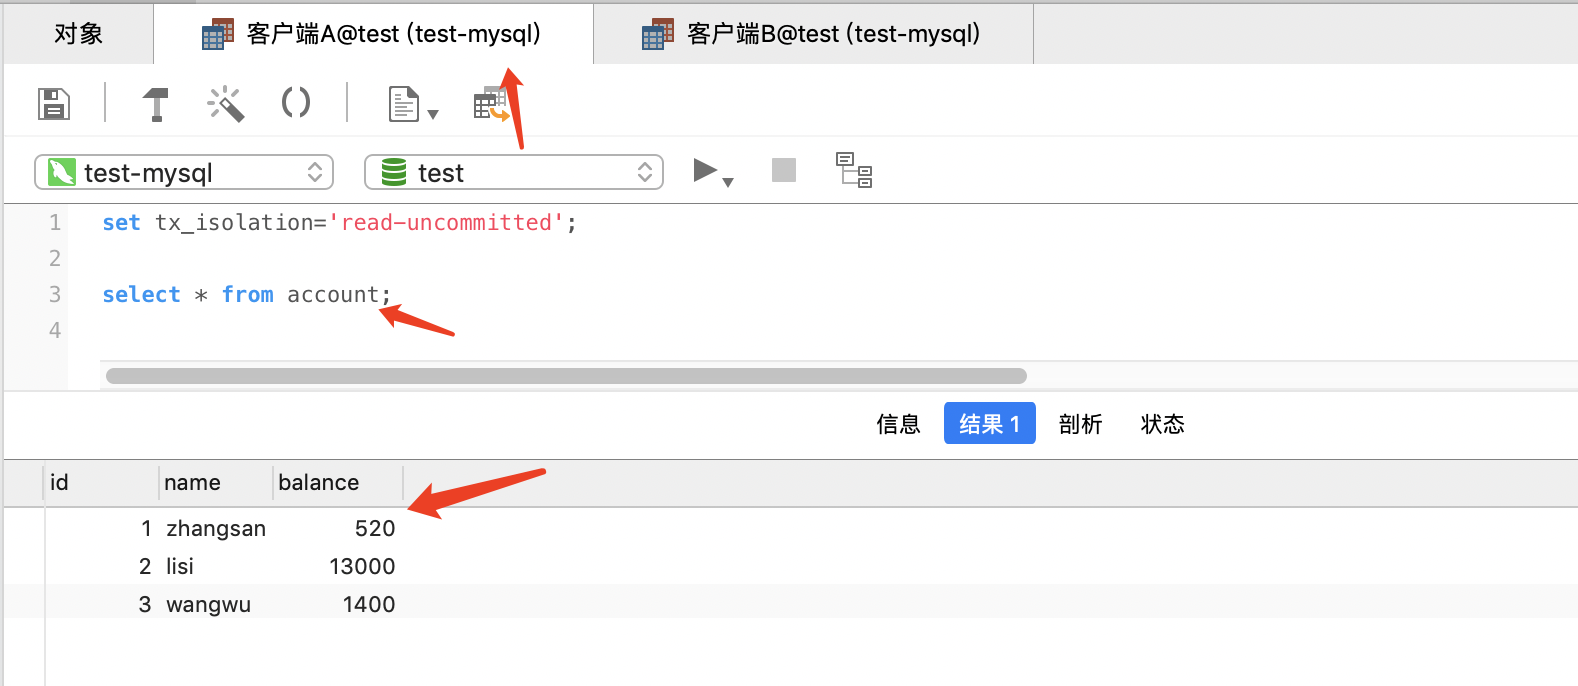 对象
客户端A@test (test-mysql)
客户端B@test (test-mysql)
test-mysql
test
1 set tx_isolation='read-uncommitted';
2
3 select * from account;
4
信息 结果 1 剖析 状态
id name balance
1 zhangsan 520
2 lisi 13000
3 wangwu 1400